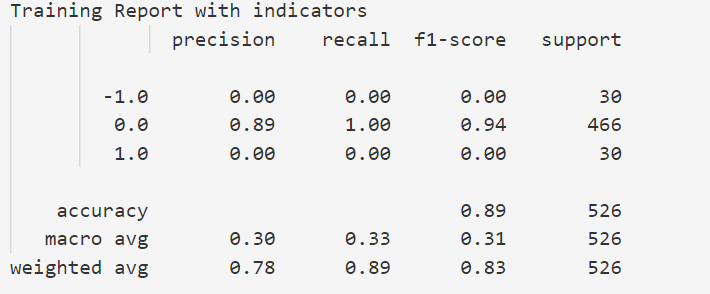 Training Report with indicators
precision recall f1-score support
-1.0 0.00 0.00 0.00 30
0.0 0.89 1.00 0.94 466
1.0 0.00 0.00 0.00 30
accuracy 0.89 526
macro avg 0.30 0.33 0.31 526
weighted avg 0.78 0.89 0.83 526